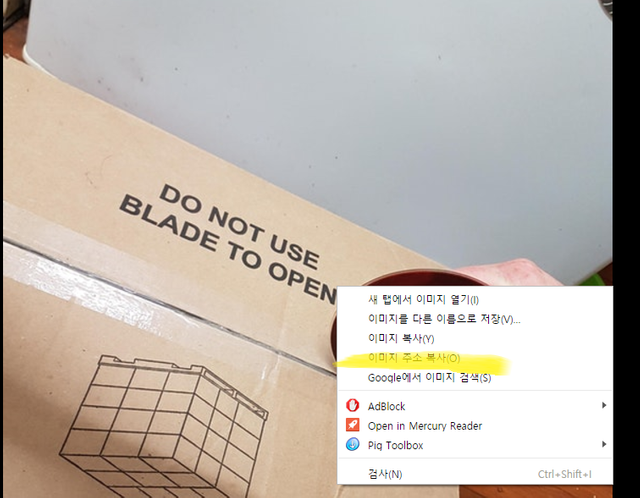 DO NOT USE
BLADE TO OPEN
새 탭에서 이미지 열기(I)
이미지를 다른 이름으로 저장(V)...
이미지 복사(Y)
이미지 주소 복사(O)
Google에서 이미지 검색(S)
AdBlock
Open in Mercury Reader
Pig Toolbox
검사(N) Ctrl+Shift+I